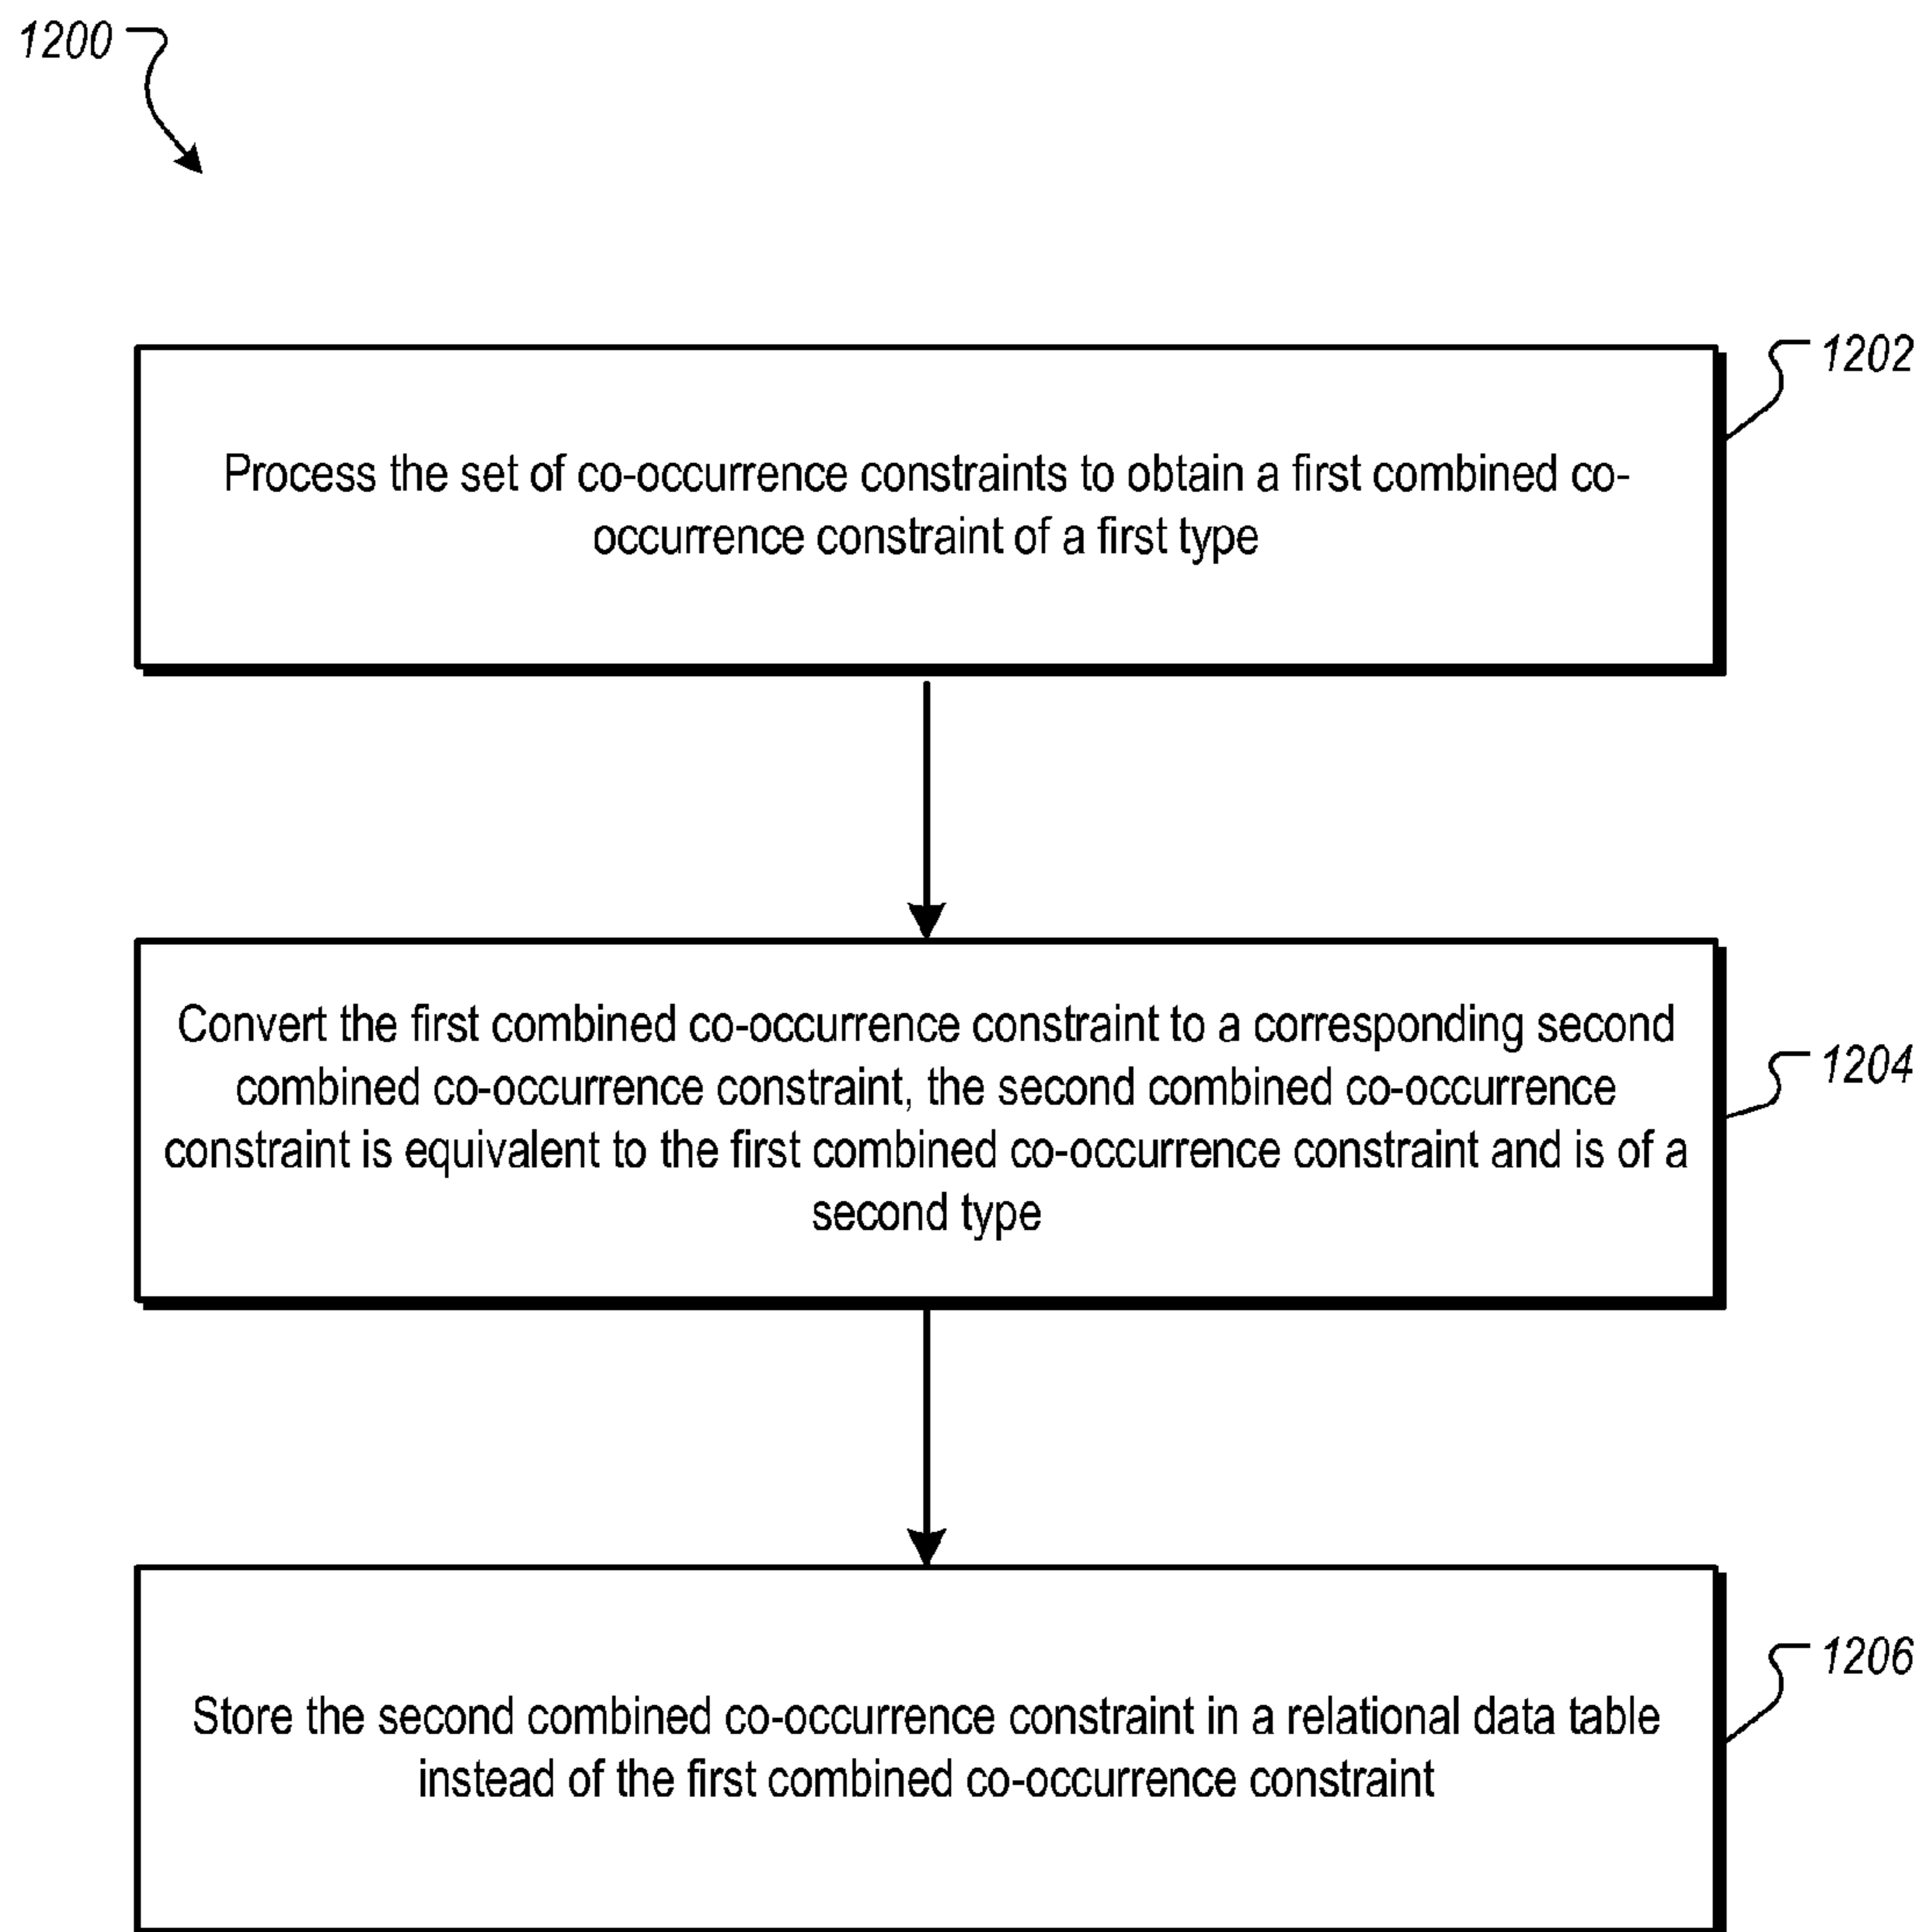 1200
1202
Process the set of co-occurrence constraints to obtain a first combined co-
occurrence constraint of a first type
Convert the first combined co-occurrence constraint to a corresponding second
combined co-occurrence constraint, the second combined co-occurrence
constraint is equivalent to the first combined co-occurrence constraint and is of a
second type
1204
Store the second combined co-occurrence constraint in a relational data table
instead of the first combined co-occurrence constraint
1206